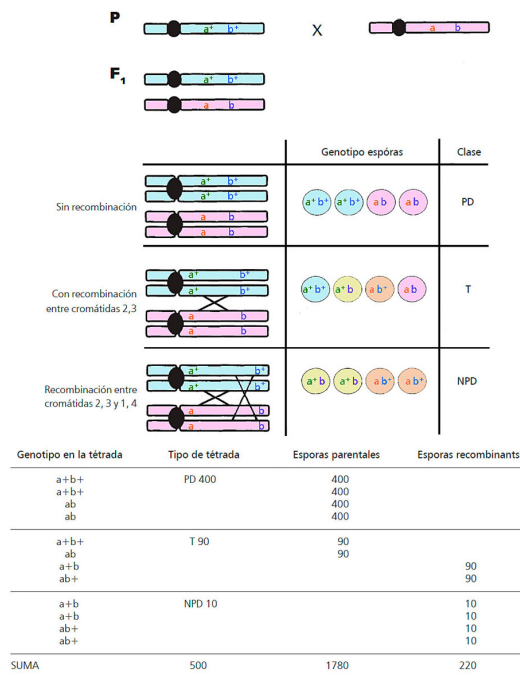 P a+ b+ X a b
F1 a+ b+
a b
Genotipo espóras Clase
a+ b+
a+ b+
a b
a b
Sin recombinación
a+ b+ a+ b+ a b a b PD
a+ b+
a+ b+
a b
a b
Con recombinación
entre cromátidas 2,3
a+ b+ a+ b a b+ a b T
a+ b+
a+ b+
a b
a b
Recombinación entre
cromátidas 2, 3 y 1, 4
a+ b a+ b a b+ a b+ NPD
Genotipo en la tétrada Tipo de tétrada Esporas parentales Esporas recombinants
a+b+ PD 400 400
a+b+ 400
ab 400
ab 400
a+b+ T 90 90
ab 90
a+b 90
ab+ 90
a+b NPD 10 10
a+b 10
ab+ 10
ab+ 10
SUMA 500 1780 220